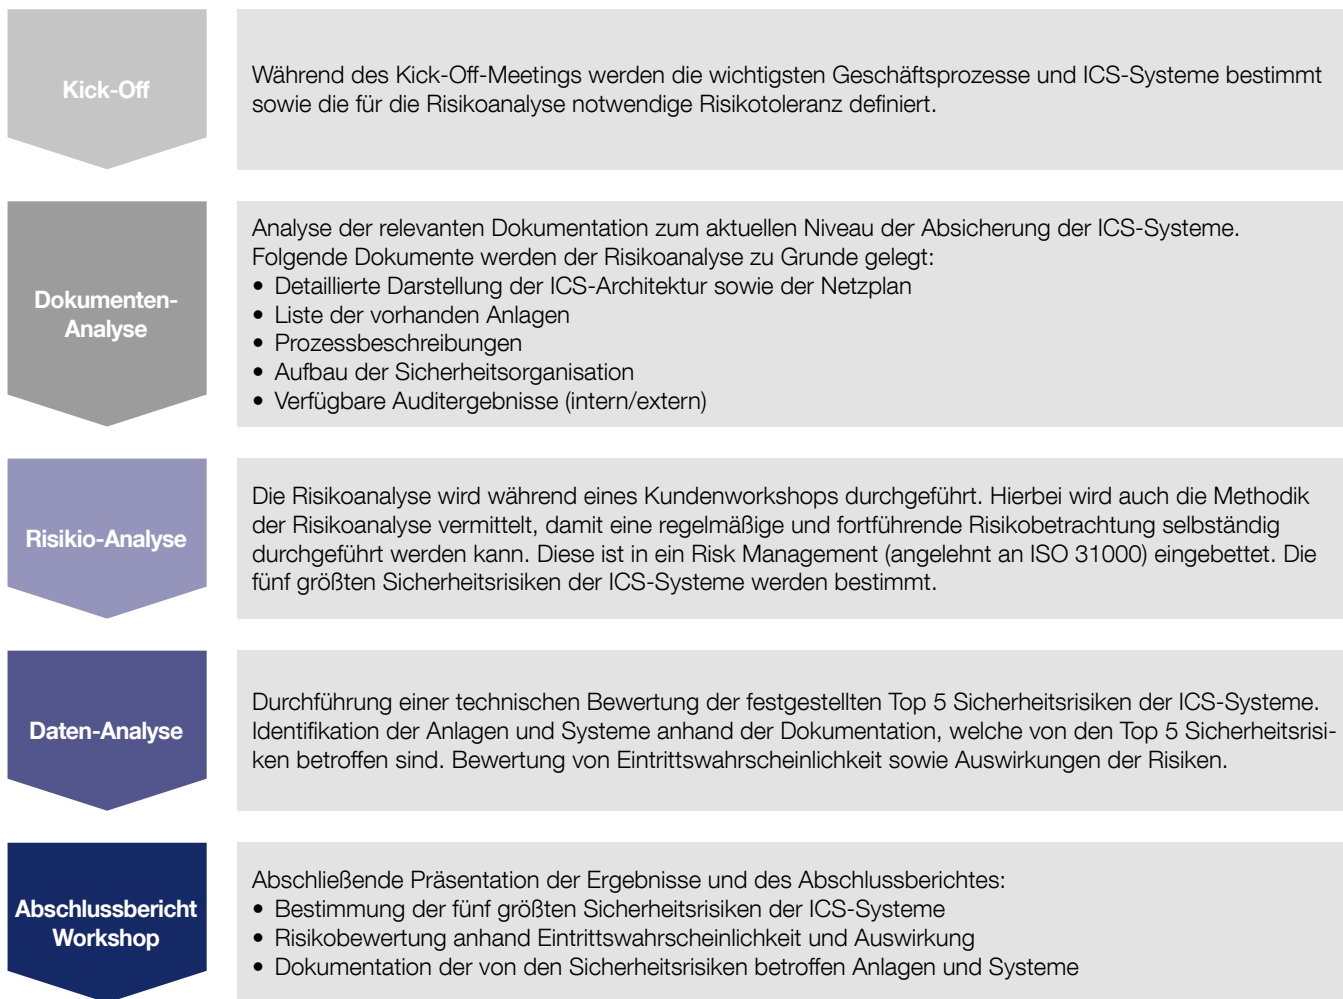 Kick-Off
Während des Kick-Off-Meetings werden die wichtigsten Geschäftsprozesse und ICS-Systeme bestimmt
sowie die für die Risikoanalyse notwendige Risikotoleranz definiert.
Dokumenten-
Analyse
Analyse der relevanten Dokumentation zum aktuellen Niveau der Absicherung der ICS-Systeme.
Folgende Dokumente werden der Risikoanalyse zu Grunde gelegt:
• Detaillierte Darstellung der ICS-Architektur sowie der Netzplan
• Liste der vorhanden Anlagen
• Prozessbeschreibungen
• Aufbau der Sicherheitsorganisation
• Verfügbare Auditergebnisse (intern/extern)
Risikio-Analyse
Die Risikoanalyse wird während eines Kundenworkshops durchgeführt. Hierbei wird auch die Methodik
der Risikoanalyse vermittelt, damit eine regelmäßige und fortführende Risikobetrachtung selbständig
durchgeführt werden kann. Diese ist in ein Risk Management (angelehnt an ISO 31000) eingebettet. Die
fünf größten Sicherheitsrisiken der ICS-Systeme werden bestimmt.
Daten-Analyse
Durchführung einer technischen Bewertung der festgestellten Top 5 Sicherheitsrisiken der ICS-Systeme.
Identifikation der Anlagen und Systeme anhand der Dokumentation, welche von den Top 5 Sicherheitsrisi-
ken betroffen sind. Bewertung von Eintrittswahrscheinlichkeit sowie Auswirkungen der Risiken.
Abschlussbericht
Workshop
Abschließende Präsentation der Ergebnisse und des Abschlussberichtes:
• Bestimmung der fünf größten Sicherheitsrisiken der ICS-Systeme
• Risikobewertung anhand Eintrittswahrscheinlichkeit und Auswirkung
• Dokumentation der von den Sicherheitsrisiken betroffen Anlagen und Systeme